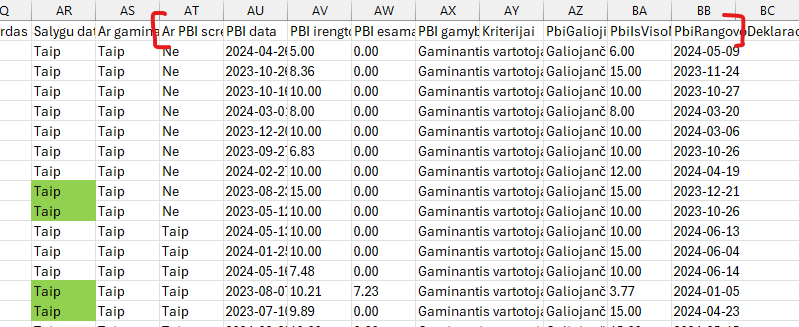 Q AR AS AT AU AV AW AX AY AZ BA BB BC
rdas Salygu dat Ar gamina Ar PBI scre PBI data PBI irengt PBI esama PBI gamyb Kriterijai PbiGalioji PbiIsViso PbiRangovo Deklarac
Taip Taip Ne 2024-04-26 5.00 0.00 Gaminantis vartotoja Galiojanč 6.00 2024-05-09
Taip Taip Ne 2023-10-26 8.36 0.00 Gaminantis vartotoja Galiojanč 15.00 2023-11-24
Taip Taip Ne 2023-10-1 10.00 0.00 Gaminantis vartotoja Galiojanč 10.00 2023-10-27
Taip Taip Ne 2024-03-0 8.00 0.00 Gaminantis vartotoja Galiojanč 8.00 2024-03-20
Taip Taip Ne 2023-12-2 10.00 0.00 Gaminantis vartotoja Galiojanč 10.00 2024-03-06
Taip Taip Ne 2023-09-2 6.83 0.00 Gaminantis vartotoja Galiojanč 10.00 2023-10-26
Taip Taip Ne 2024-02-2 10.00 0.00 Gaminantis vartotoja Galiojanč 12.00 2024-04-19
Taip Taip Ne 2023-08-2 15.00 0.00 Gaminantis vartotoja Galiojanč 15.00 2023-12-21
Taip Taip Ne 2023-05-1 10.00 0.00 Gaminantis vartotoja Galiojanč 10.00 2023-10-26
Taip Taip Taip 2024-05-1 10.00 0.00 Gaminantis vartotoja Galiojanč 10.00 2024-06-13
Taip Taip Taip 2024-01-2 10.00 0.00 Gaminantis vartotoja Galiojanč 15.00 2024-06-04
Taip Taip Taip 2024-05-1 7.48 0.00 Gaminantis vartotoja Galiojanč 10.00 2024-06-14
Taip Taip Taip 2023-08-0 10.21 7.23 Gaminantis vartotoja Galiojanč 3.77 2024-01-05
Taip Taip Taip 2023-07-1 9.89 0.00 Gaminantis vartotoja Galiojanč 15.00 2024-04-23